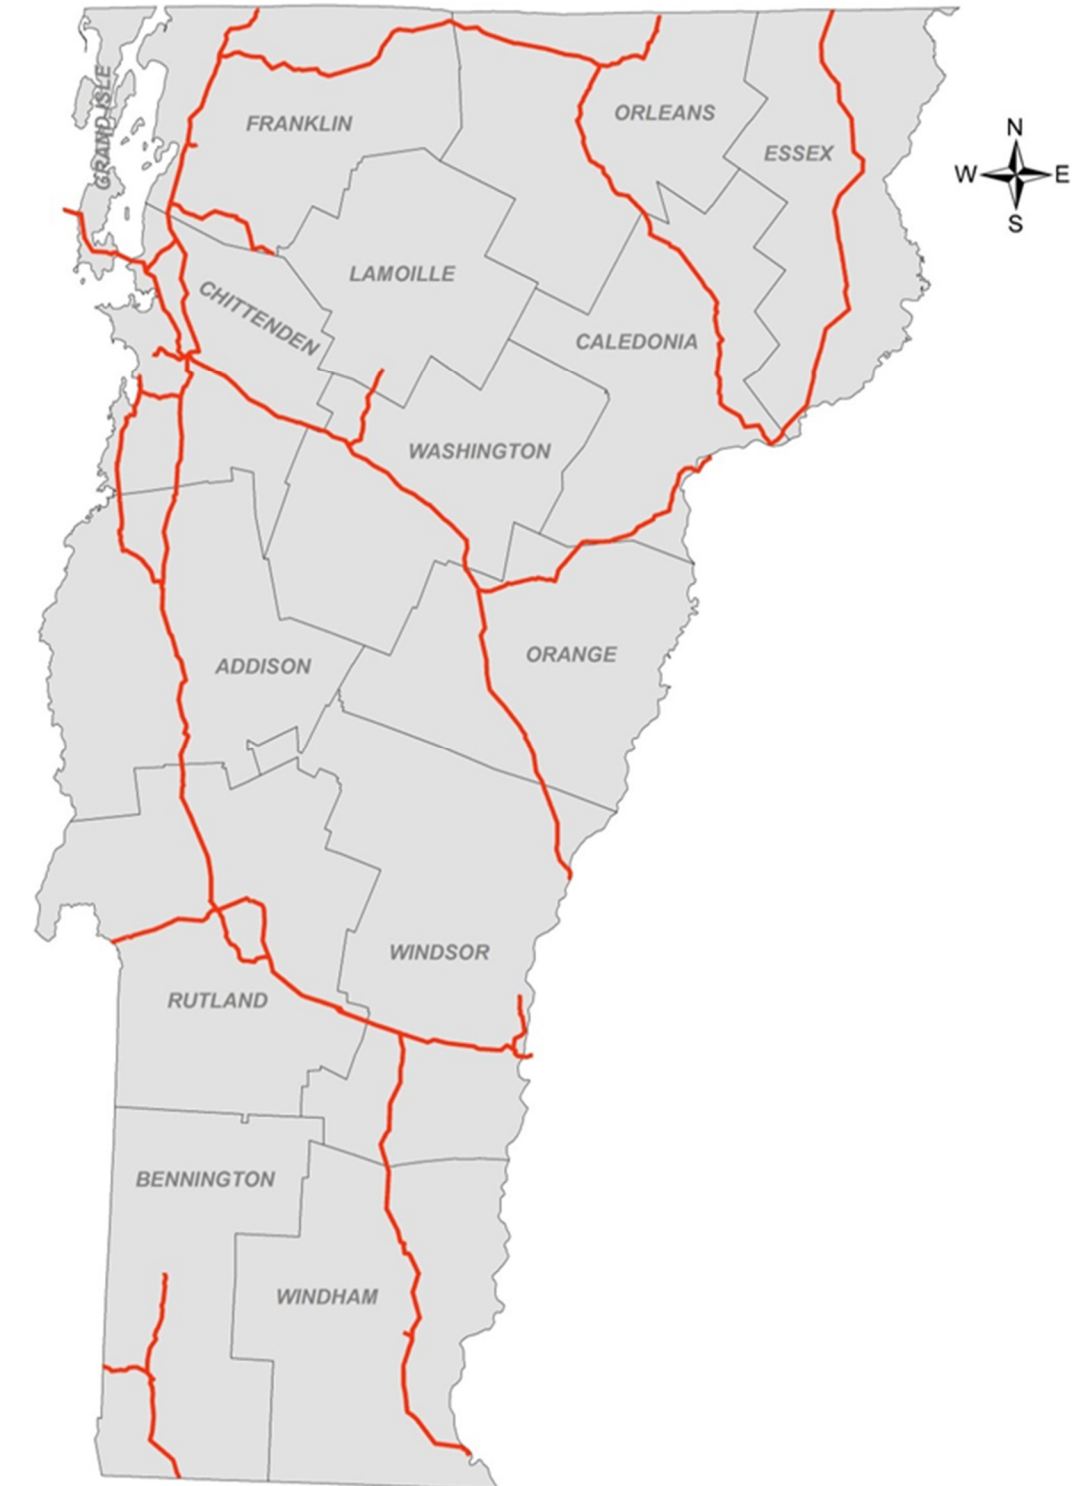 GRAND ISLE
FRANKLIN
ORLEANS
ESSEX
N
W E
S
LAMOILLE
CHITTENDEN
CALEDONIA
WASHINGTON
ADDISON
ORANGE
WINDSOR
RUTLAND
BENNINGTON
WINDHAM